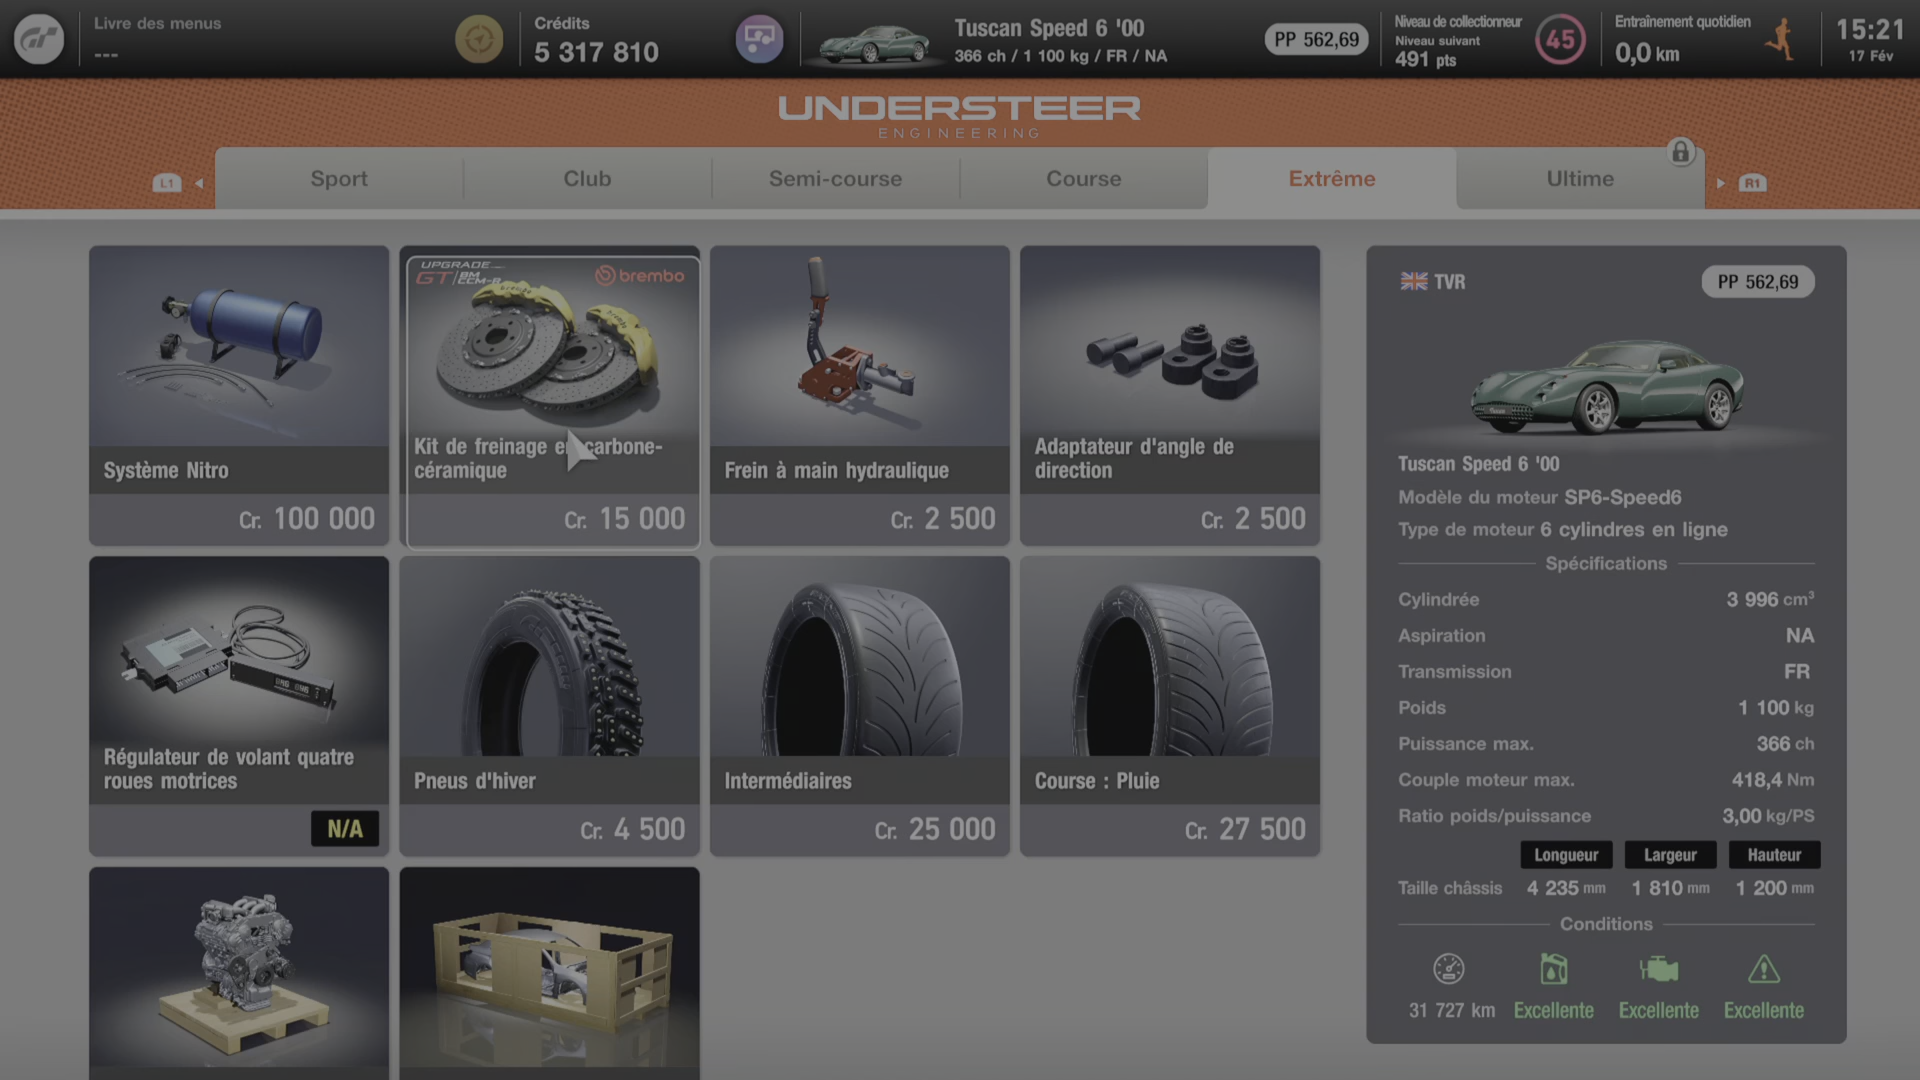 Livre des menus
---
Crédits
5 317 810
Tuscan Speed 6 '00
366 ch / 1 100 kg / FR / NA
PP 562,69
Niveau de collectionneur
Niveau suivant
491 pts
45
Entraînement quotidien
0,0 km
15:21
17 Fév
UNDERSTEER
ENGINEERING
L1
Sport
Club
Semi-course
Course
Extrême
Ultime
R1
Système Nitro
Cr. 100 000
UPGRADE
GT/BM
CCM-R
brembo
Kit de freinage en carbone-
céramique
Cr. 15 000
Frein à main hydraulique
Cr. 2 500
Adaptateur d'angle de
direction
Cr. 2 500
Régulateur de volant quatre
roues motrices
N/A
Pneus d'hiver
Cr. 4 500
Intermédiaires
Cr. 25 000
Course : Pluie
Cr. 27 500
TVR
PP 562,69
Tuscan Speed 6 '00
Modèle du moteur SP6-Speed6
Type de moteur 6 cylindres en ligne
Spécifications
Cylindrée 3 996 cm³
Aspiration NA
Transmission FR
Poids 1 100 kg
Puissance max. 366 ch
Couple moteur max. 418,4 Nm
Ratio poids/puissance 3,00 kg/PS
Longueur Largeur Hauteur
Taille châssis 4 235 mm 1 810 mm 1 200 mm
Conditions
31 727 km Excellente Excellente Excellente